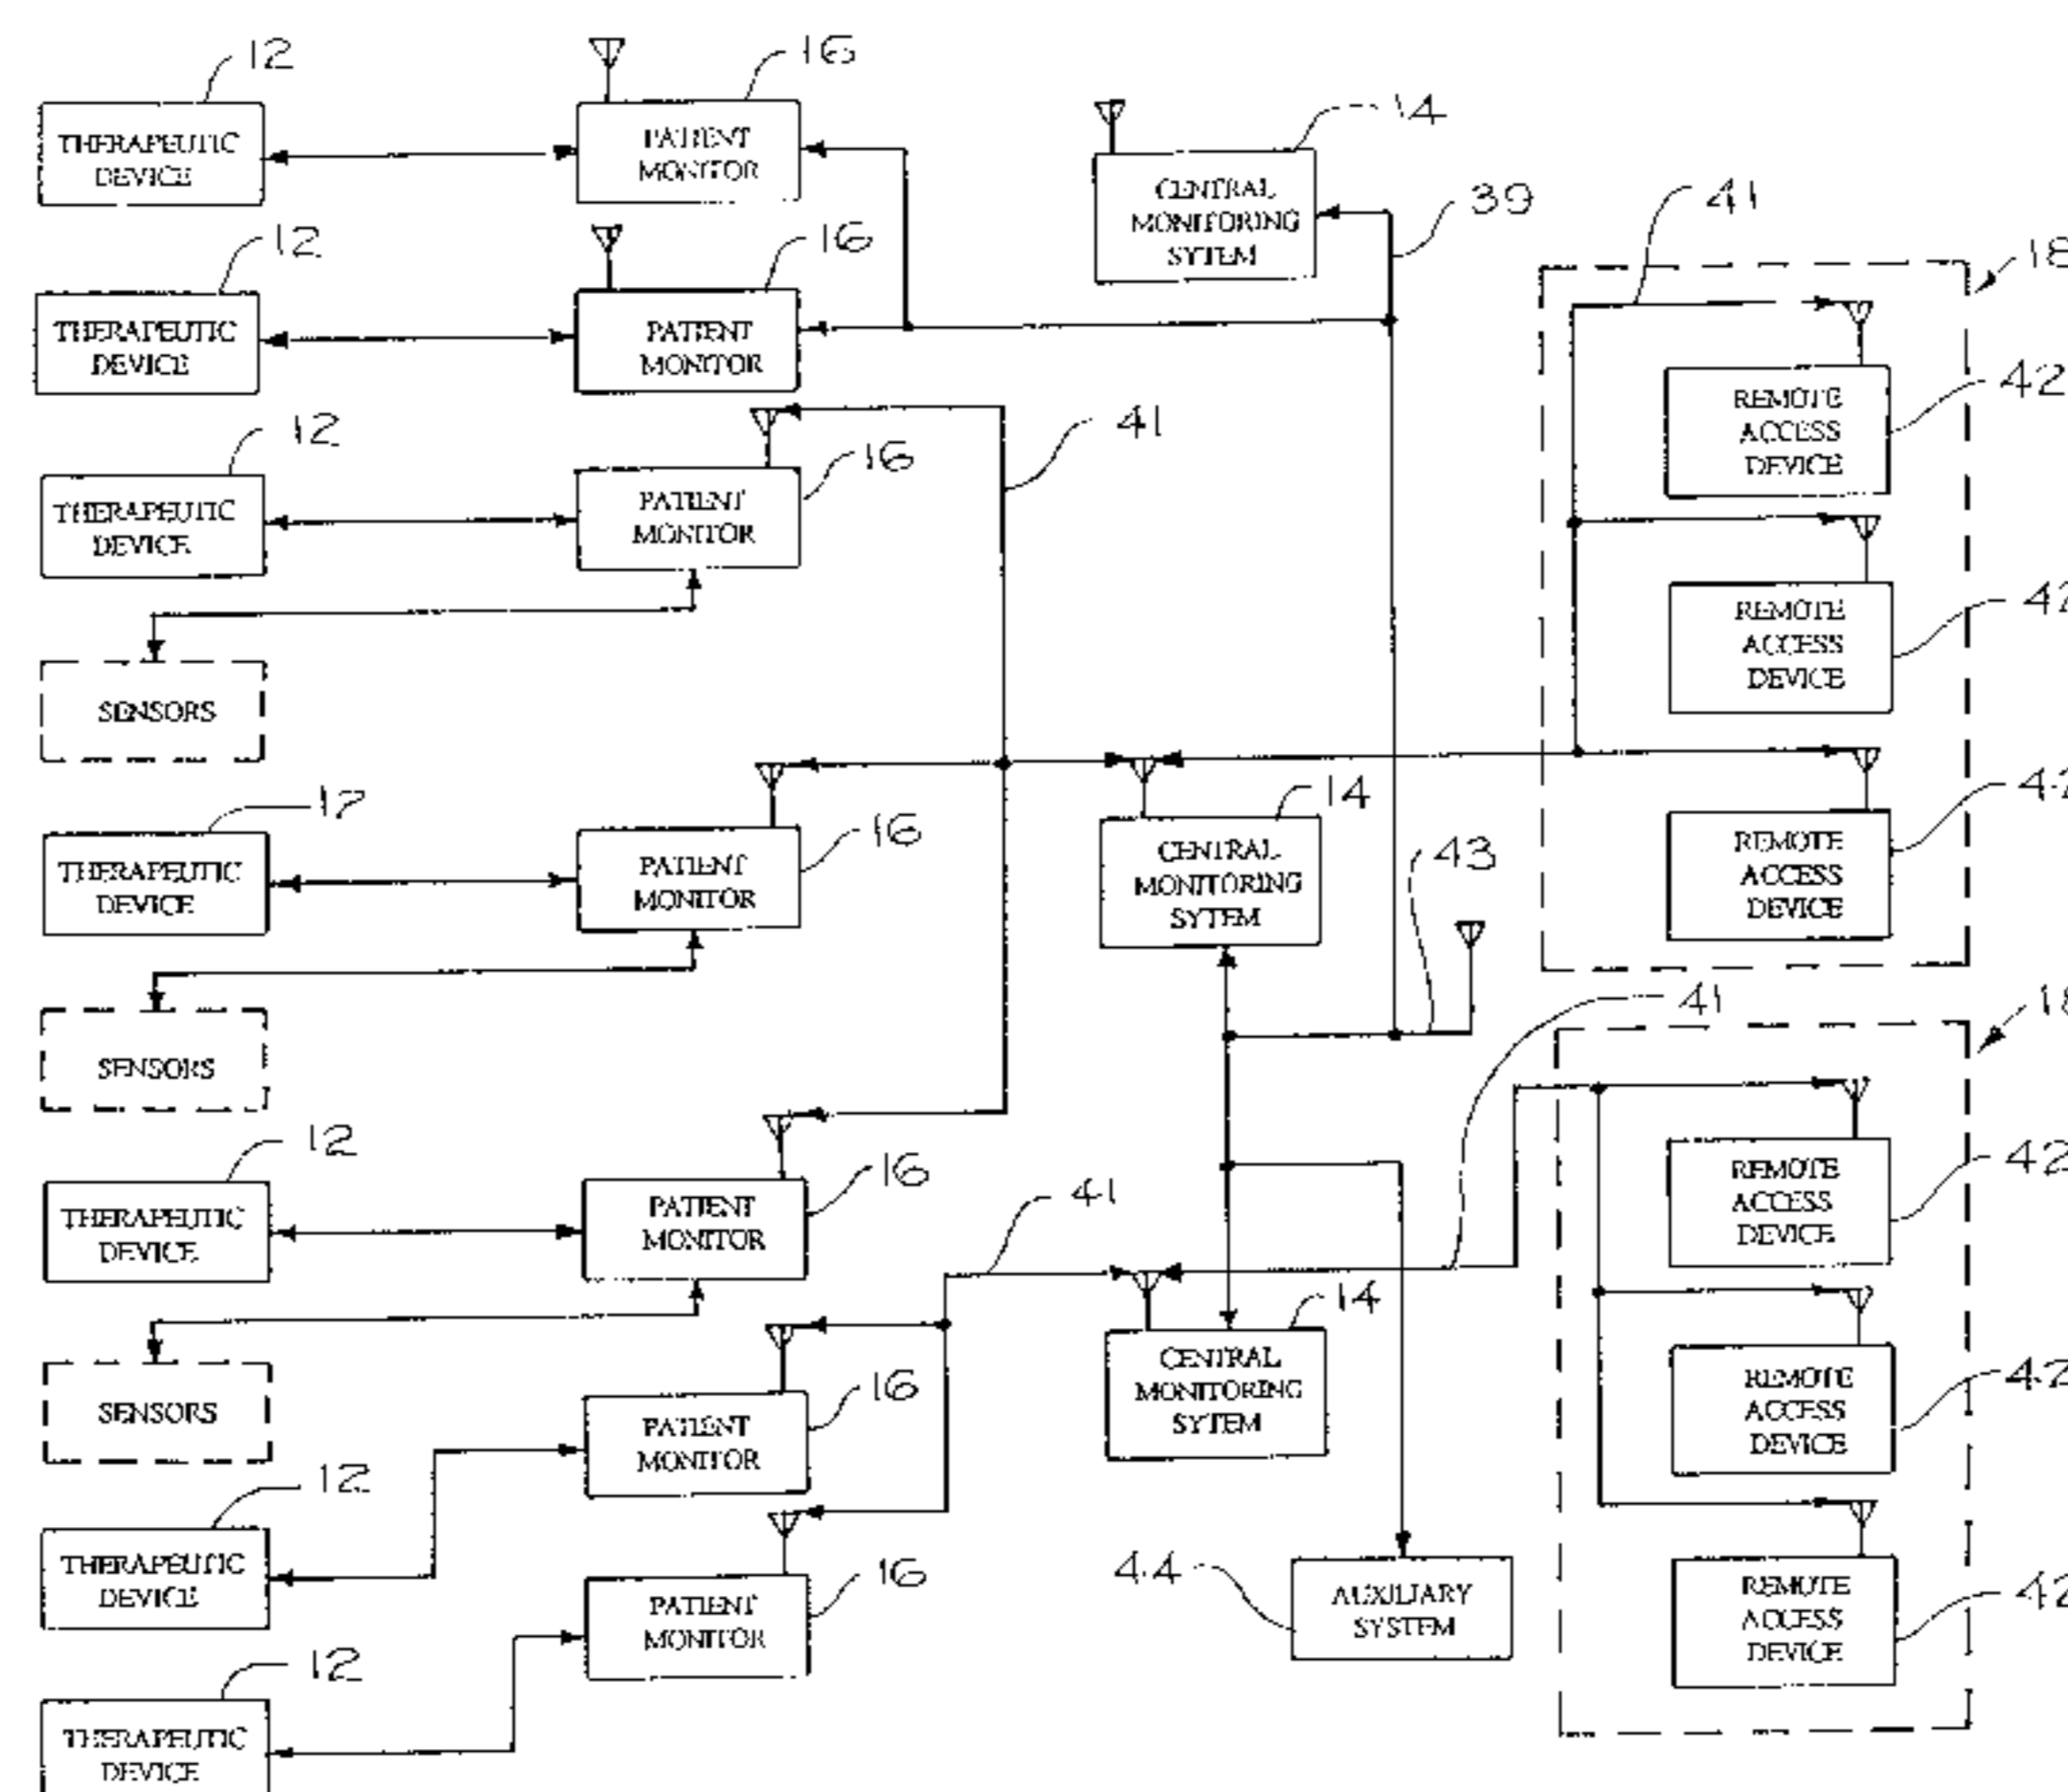 12
16
THERAPEUTIC
DEVICE
PATIENT
MONITOR
14
CENTRAL
MONITORING
SYTEM
39
41
18
12
16
THERAPEUTIC
DEVICE
PATIENT
MONITOR
REMOTE
ACCESS
DEVICE
42
12
16
41
THERAPEUTIC
DEVICE
PATIENT
MONITOR
REMOTE
ACCESS
DEVICE
SENSORS
12
16
THERAPEUTIC
DEVICE
PATIENT
MONITOR
14
CENTRAL
MONITORING
SYTEM
43
REMOTE
ACCESS
DEVICE
SENSORS
41
12
16
THERAPEUTIC
DEVICE
PATIENT
MONITOR
41
REMOTE
ACCESS
DEVICE
42
SENSORS
16
PATIENT
MONITOR
14
CENTRAL
MONITORING
SYTEM
REMOTE
ACCESS
DEVICE
42
12
THERAPEUTIC
DEVICE
16
PATIENT
MONITOR
44
AUXILIARY
SYSTEM
REMOTE
ACCESS
DEVICE
42
12
THERAPEUTIC
DEVICE